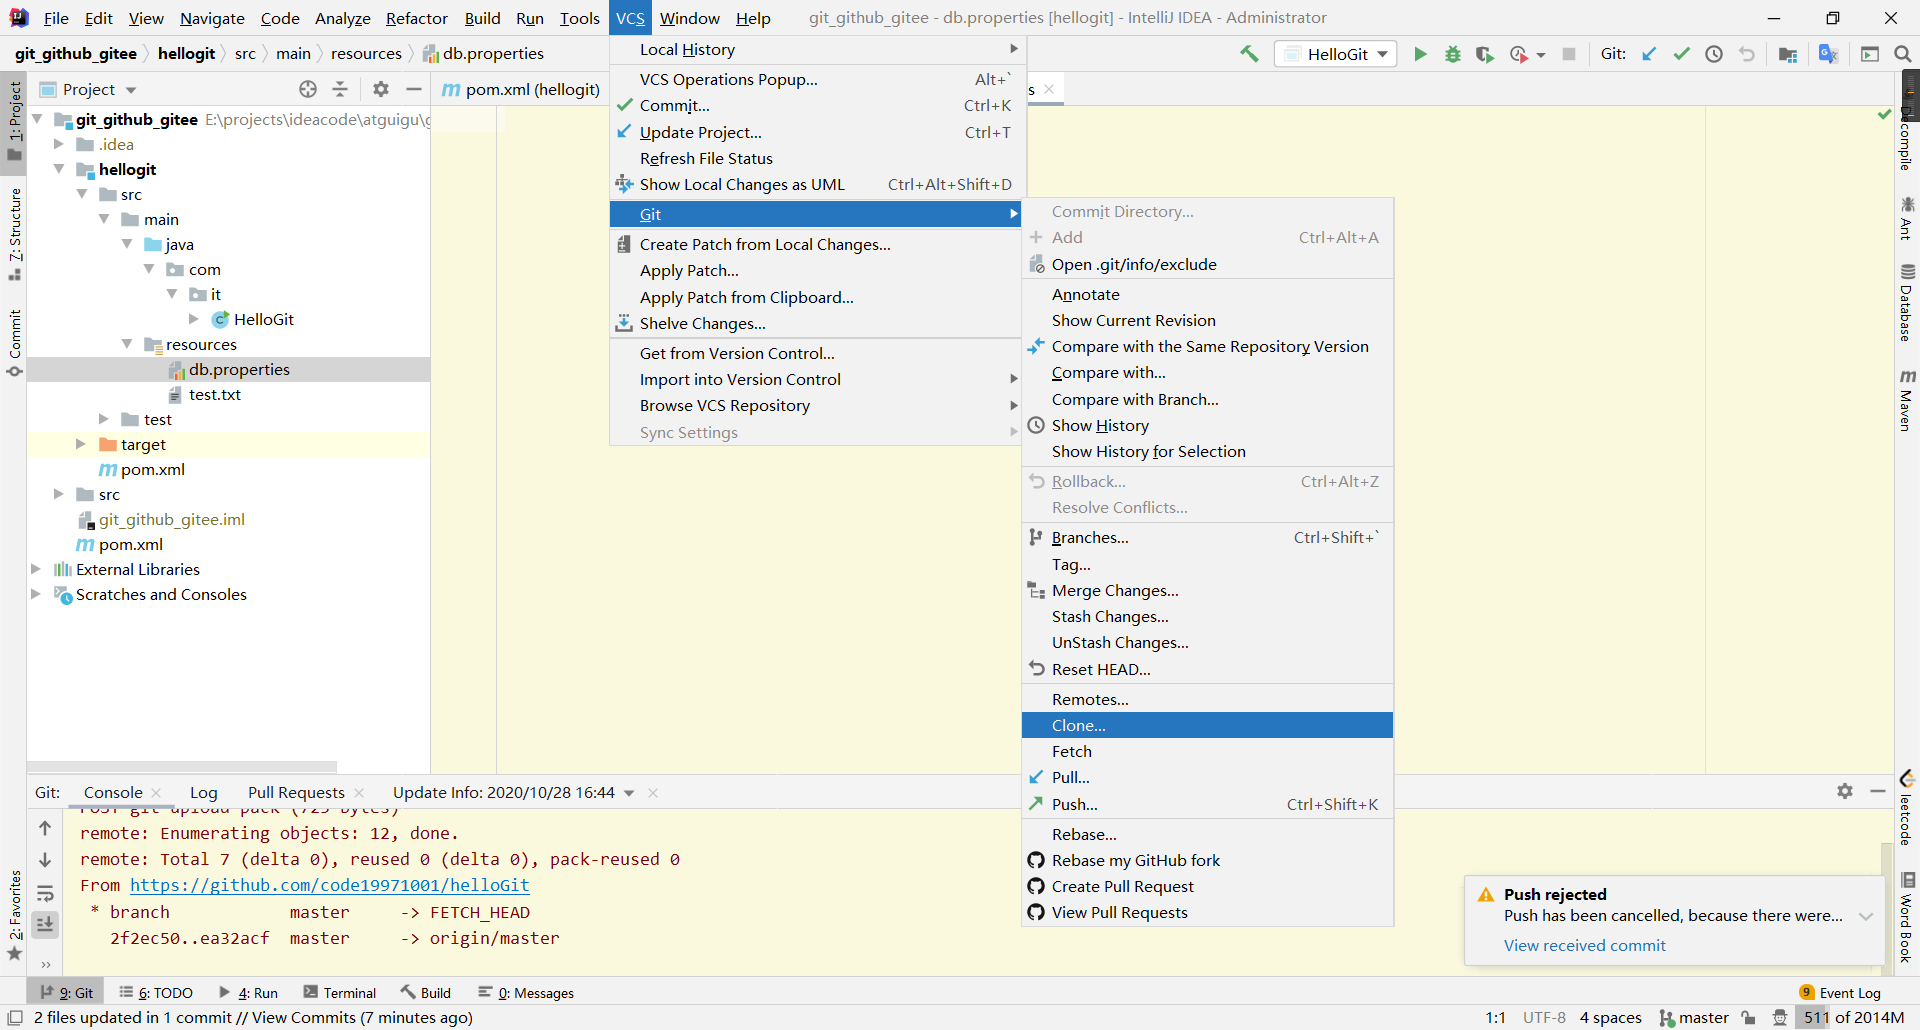 File Edit View Navigate Code Analyze Refactor Build Run Tools VCS Window Help git_github_gitee - db.properties [hellogit] - IntelliJ IDEA - Administrator
git_github_gitee hellogit src main resources db.properties
HelloGit Git:
Project
pom.xml (hellogit)
s
git_github_gitee E:\projects\ideacode\atguigu\g
.idea
hellogit
src
main
java
com
it
HelloGit
resources
db.properties
test.txt
test
target
pom.xml
src
git_github_gitee.iml
pom.xml
External Libraries
Scratches and Consoles
1: Project
7: Structure
Commit
2: Favorites
Local History
VCS Operations Popup... Alt+`
Commit... Ctrl+K
Update Project... Ctrl+T
Refresh File Status
Show Local Changes as UML Ctrl+Alt+Shift+D
Git
Create Patch from Local Changes...
Apply Patch...
Apply Patch from Clipboard...
Shelve Changes...
Get from Version Control...
Import into Version Control
Browse VCS Repository
Sync Settings
Commit Directory...
Add Ctrl+Alt+A
Open .git/info/exclude
Annotate
Show Current Revision
Compare with the Same Repository Version
Compare with...
Compare with Branch...
Show History
Show History for Selection
Rollback... Ctrl+Alt+Z
Resolve Conflicts...
Branches... Ctrl+Shift+`
Tag...
Merge Changes...
Stash Changes...
UnStash Changes...
Reset HEAD...
Remotes...
Clone...
Fetch
Pull...
Push... Ctrl+Shift+K
Rebase...
Rebase my GitHub fork
Create Pull Request
View Pull Requests
Decompile
Ant
Database
Maven
leetcode
Word Book
Git: Console Log Pull Requests Update Info: 2020/10/28 16:44
POST git-upload-pack (725 bytes)
remote: Enumerating objects: 12, done.
remote: Total 7 (delta 0), reused 0 (delta 0), pack-reused 0
From https://github.com/code19971001/helloGit
* branch master -> FETCH_HEAD
2f2ec50..ea32acf master -> origin/master
Push rejected
Push has been cancelled, because there were...
View received commit
9: Git 6: TODO 4: Run Terminal Build 0: Messages 9 Event Log
2 files updated in 1 commit // View Commits (7 minutes ago) 1:1 UTF-8 4 spaces master 511 of 2014M